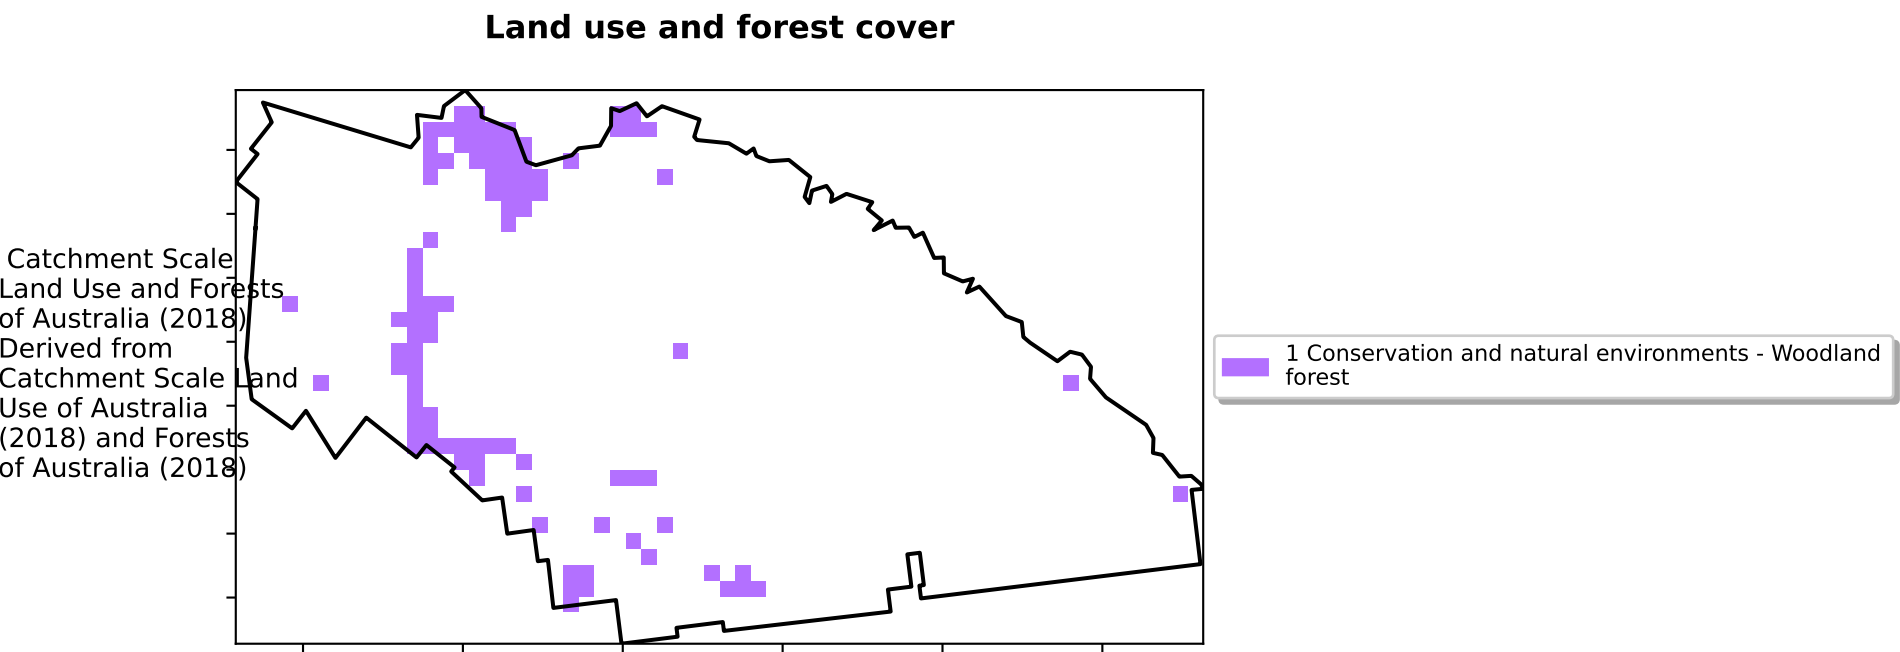 Land use and forest cover
Catchment Scale
Land Use and Forests
of Australia (2018)
Derived from
Catchment Scale Land
Use of Australia
(2018) and Forests
of Australia (2018)
1 Conservation and natural environments - Woodland
forest